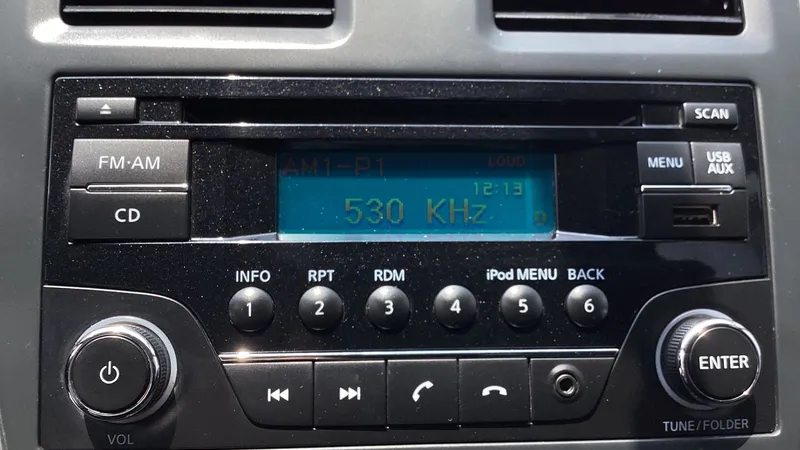 SCAN
FM·AM
CD
AM1-P1 LOUD
12:13
530 KHz
MENU
USB AUX
INFO RPT RDM iPod MENU BACK
1 2 3 4 5 6
ENTER
VOL
TUNE/FOLDER